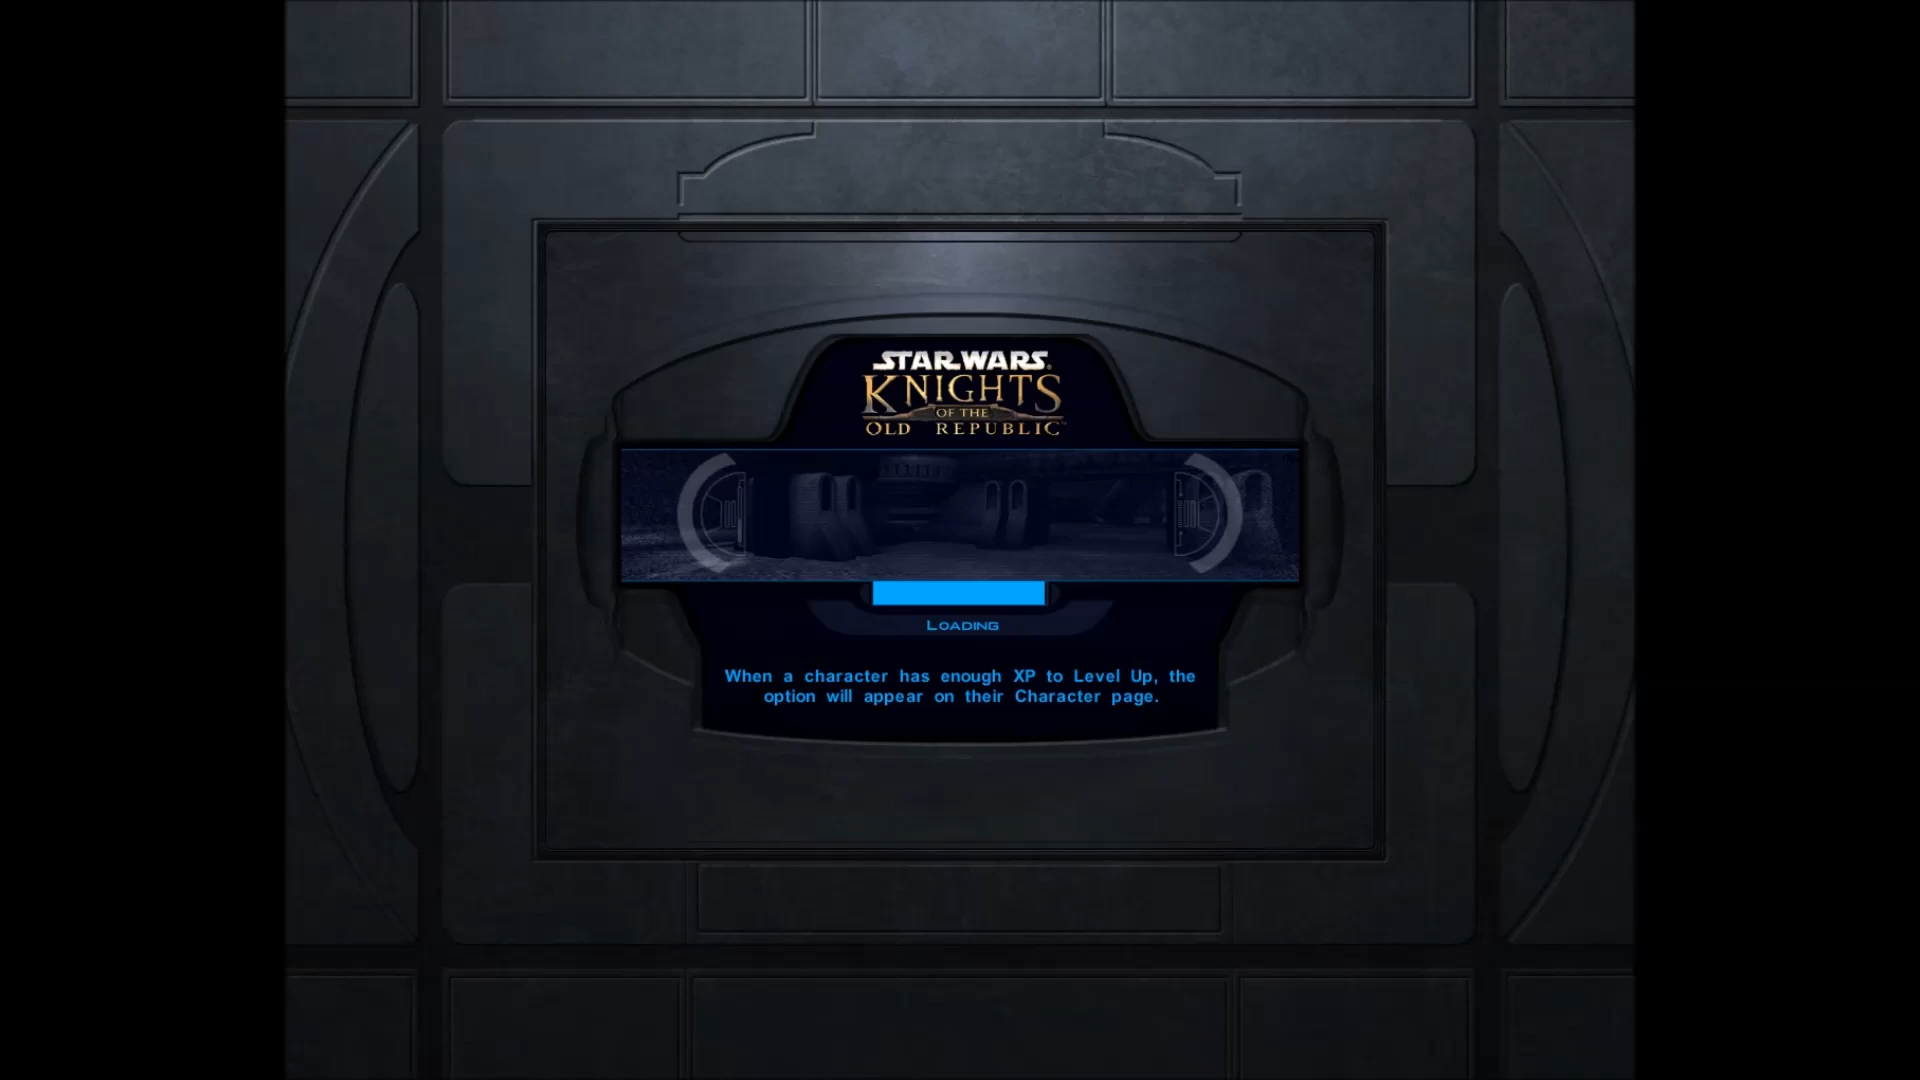 STAR WARS
KNIGHTS
OF THE
OLD REPUBLIC™
LOADING
When a character has enough XP to Level Up, the
option will appear on their Character page.